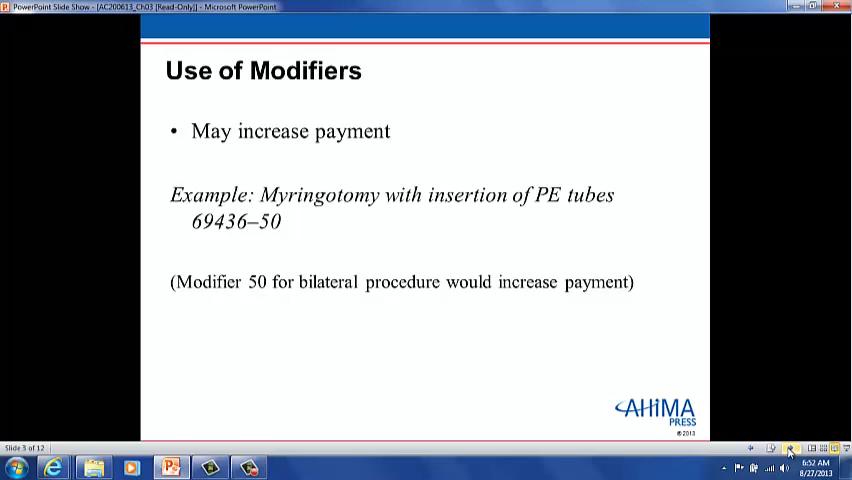 PowerPoint Slide Show - [AC200613_Ch03 [Read-Only]] - Microsoft PowerPoint
Use of Modifiers
• May increase payment
Example: Myringotomy with insertion of PE tubes
69436–50
(Modifier 50 for bilateral procedure would increase payment)
AHIMA
PRESS
© 2013
Slide 3 of 12
6:52 AM
8/27/2013